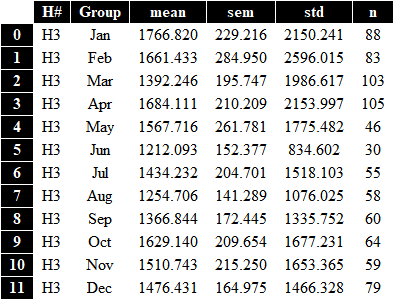 H# Group mean sem std n
0 H3 Jan 1766.820 229.216 2150.241 88
1 H3 Feb 1661.433 284.950 2596.015 83
2 H3 Mar 1392.246 195.747 1986.617 103
3 H3 Apr 1684.111 210.209 2153.997 105
4 H3 May 1567.716 261.781 1775.482 46
5 H3 Jun 1212.093 152.377 834.602 30
6 H3 Jul 1434.232 204.701 1518.103 55
7 H3 Aug 1254.706 141.289 1076.025 58
8 H3 Sep 1366.844 172.445 1335.752 60
9 H3 Oct 1629.140 209.654 1677.231 64
10 H3 Nov 1510.743 215.250 1653.365 59
11 H3 Dec 1476.431 164.975 1466.328 79